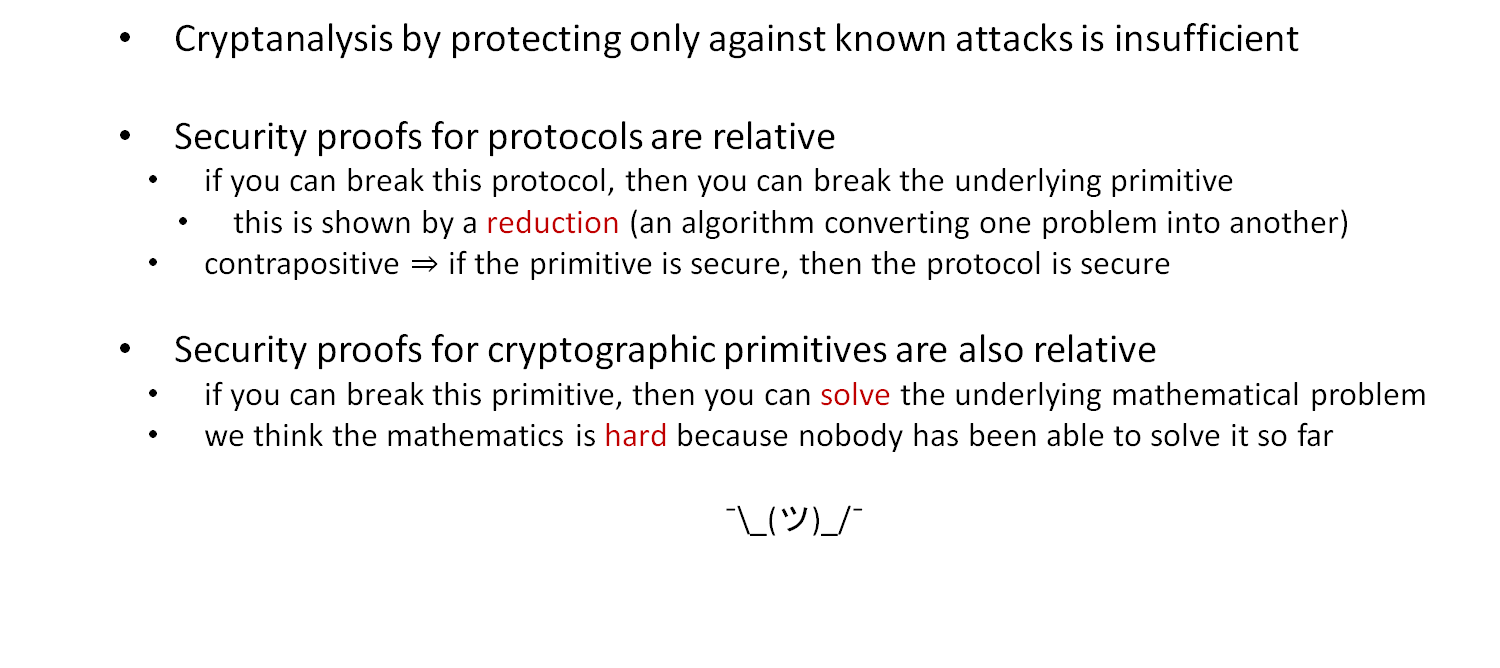 • Cryptanalysis by protecting only against known attacks is insufficient
• Security proofs for protocols are relative
• if you can break this protocol, then you can break the underlying primitive
• this is shown by a reduction (an algorithm converting one problem into another)
• contrapositive ⇒ if the primitive is secure, then the protocol is secure
• Security proofs for cryptographic primitives are also relative
• if you can break this primitive, then you can solve the underlying mathematical problem
• we think the mathematics is hard because nobody has been able to solve it so far
¯\_(ツ)_/¯